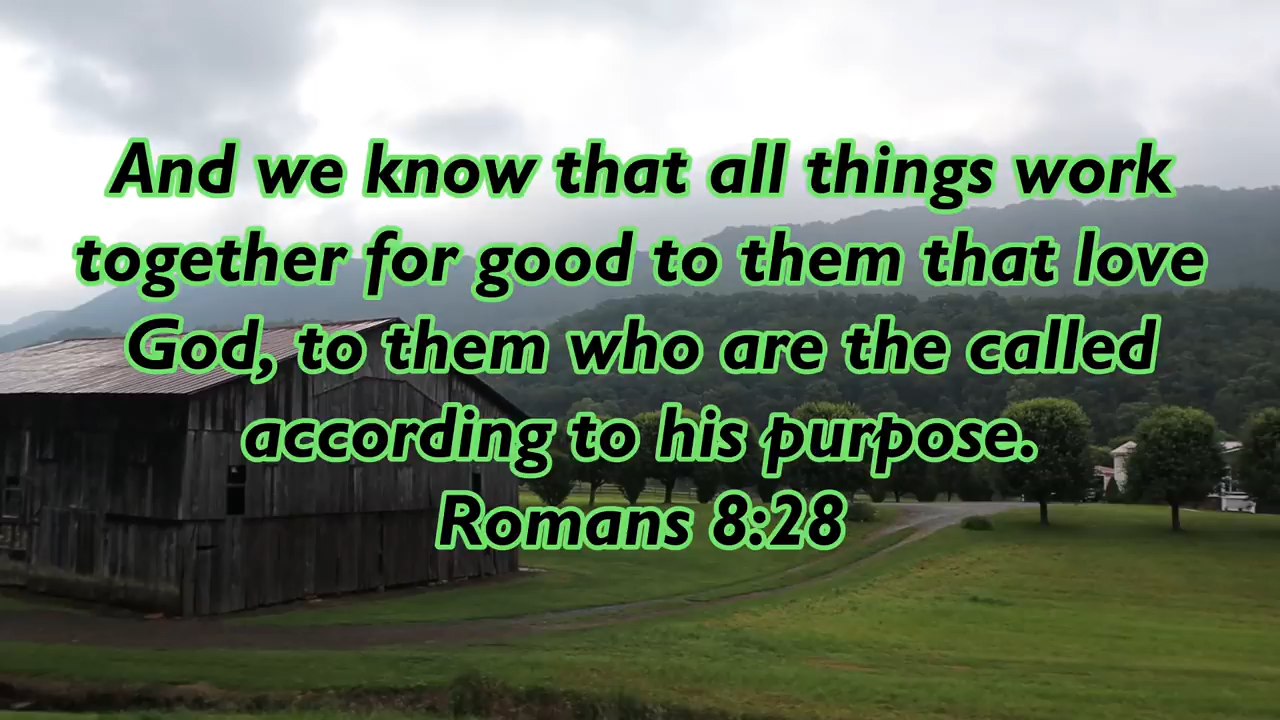 And we know that all things work
together for good to them that love
God, to them who are the called
according to his purpose.
Romans 8:28